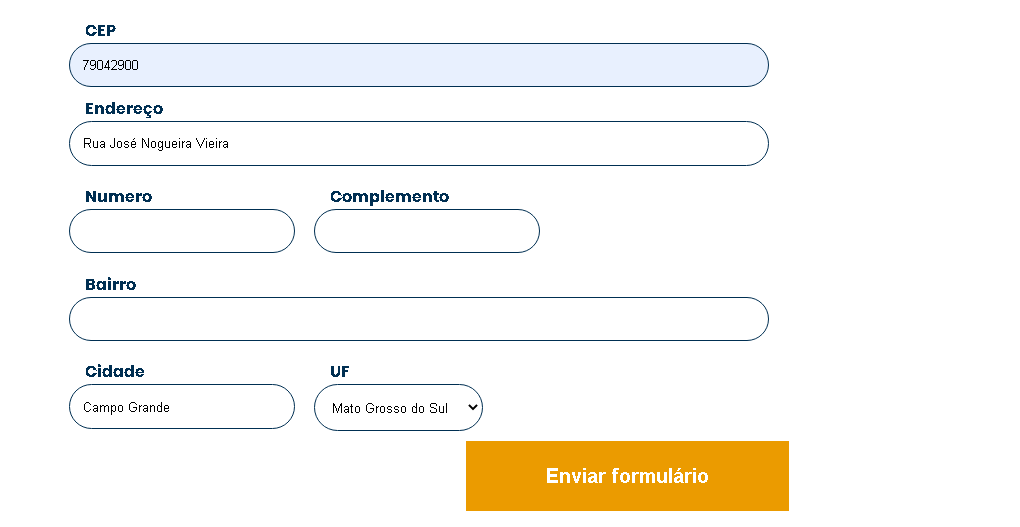 CEP
79042900
Endereço
Rua José Nogueira Vieira
Numero Complemento
Bairro
Cidade UF
Campo Grande Mato Grosso do Sul
Enviar formulário